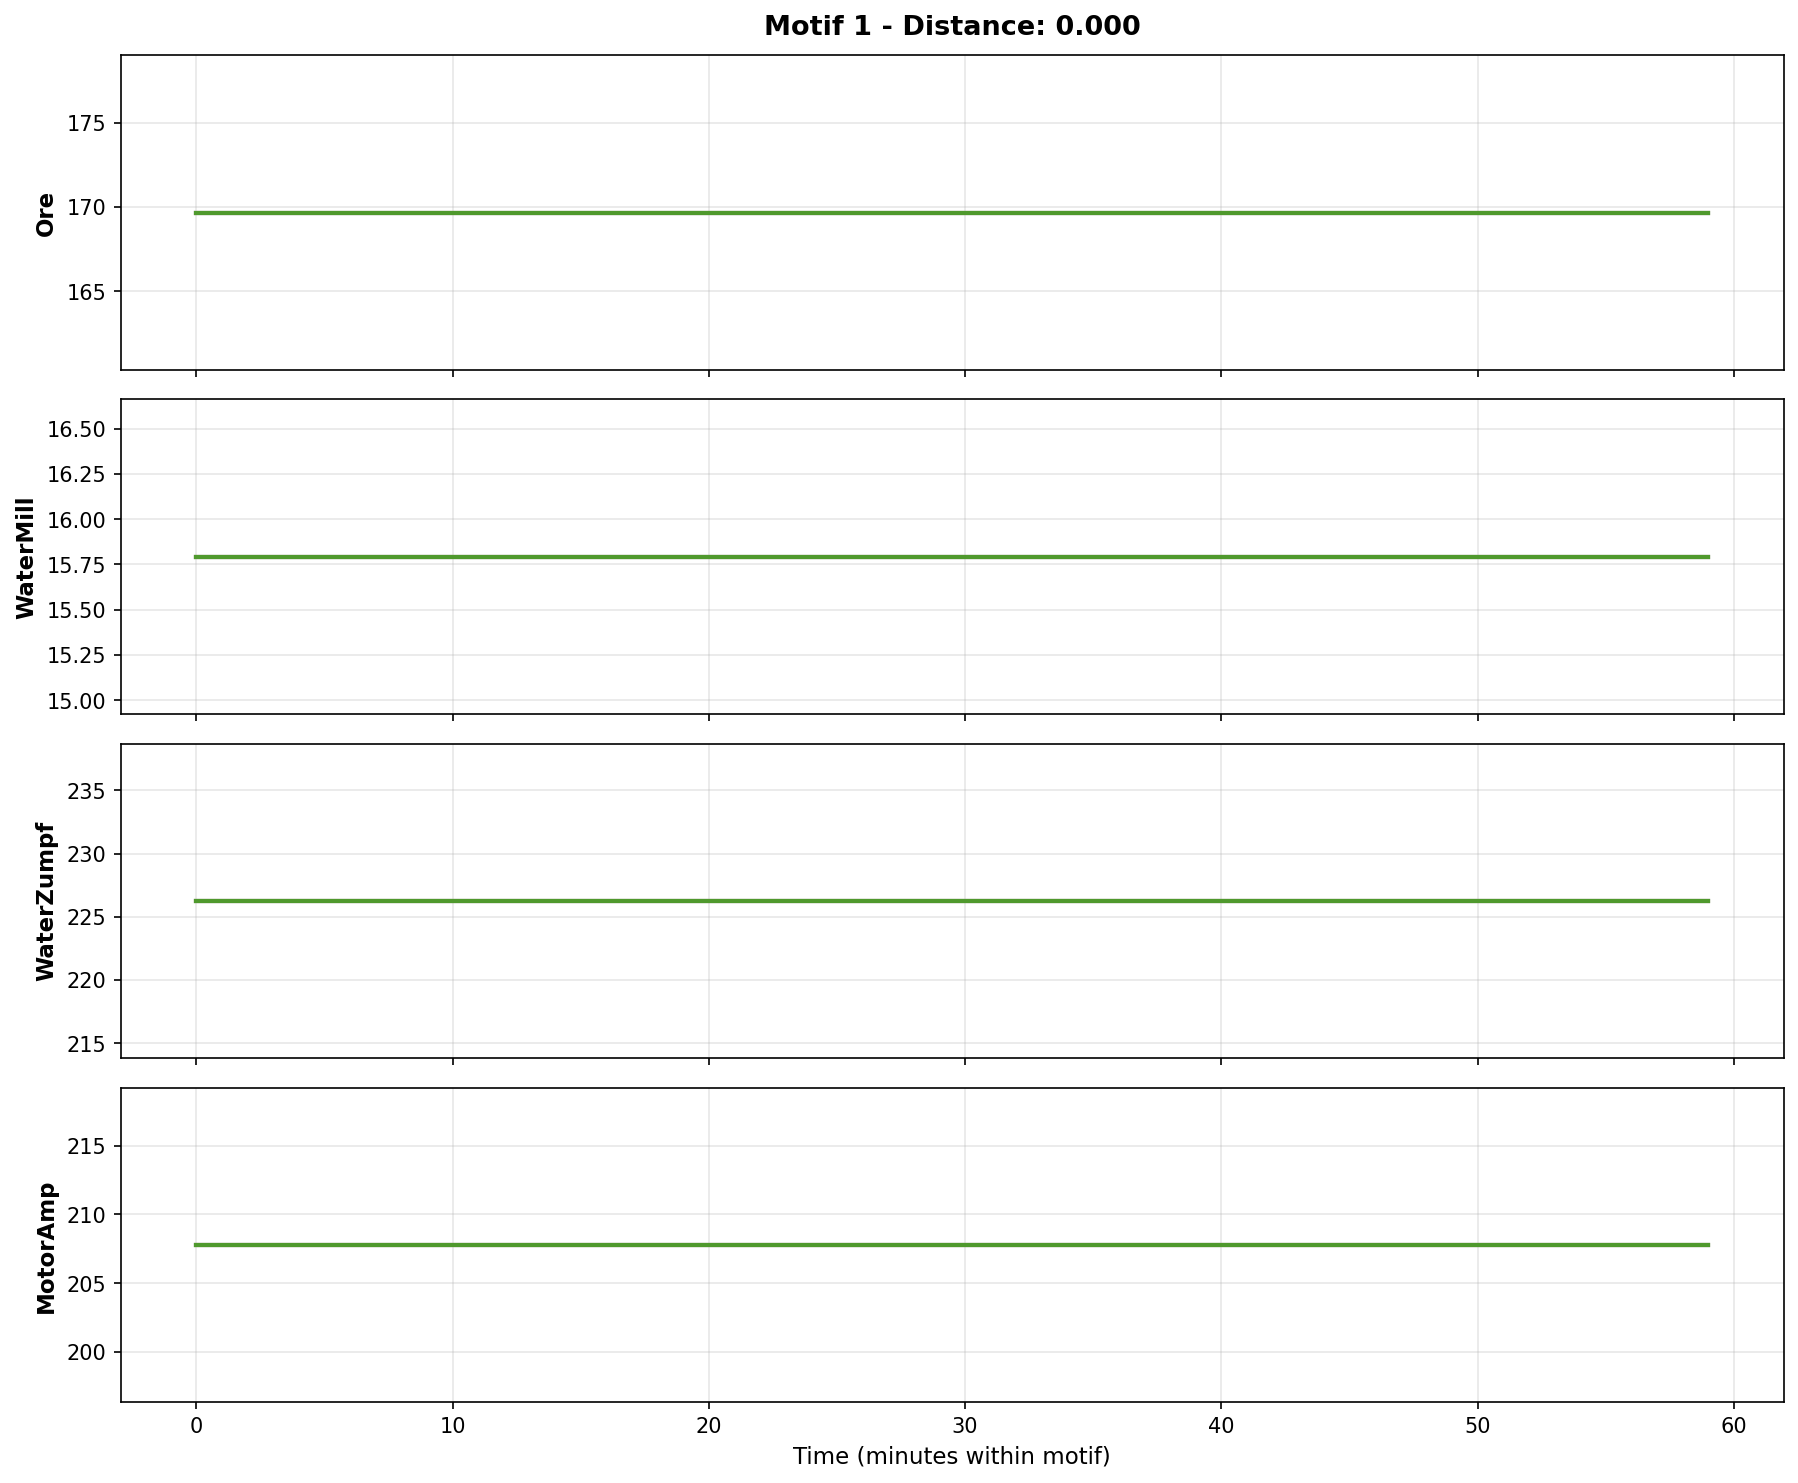 Motif 1 - Distance: 0.000
175
170
165
Ore
16.50
16.25
16.00
15.75
15.50
15.25
15.00
WaterMill
235
230
225
220
215
WaterZumpf
215
210
205
200
MotorAmp
0 10 20 30 40 50 60
Time (minutes within motif)